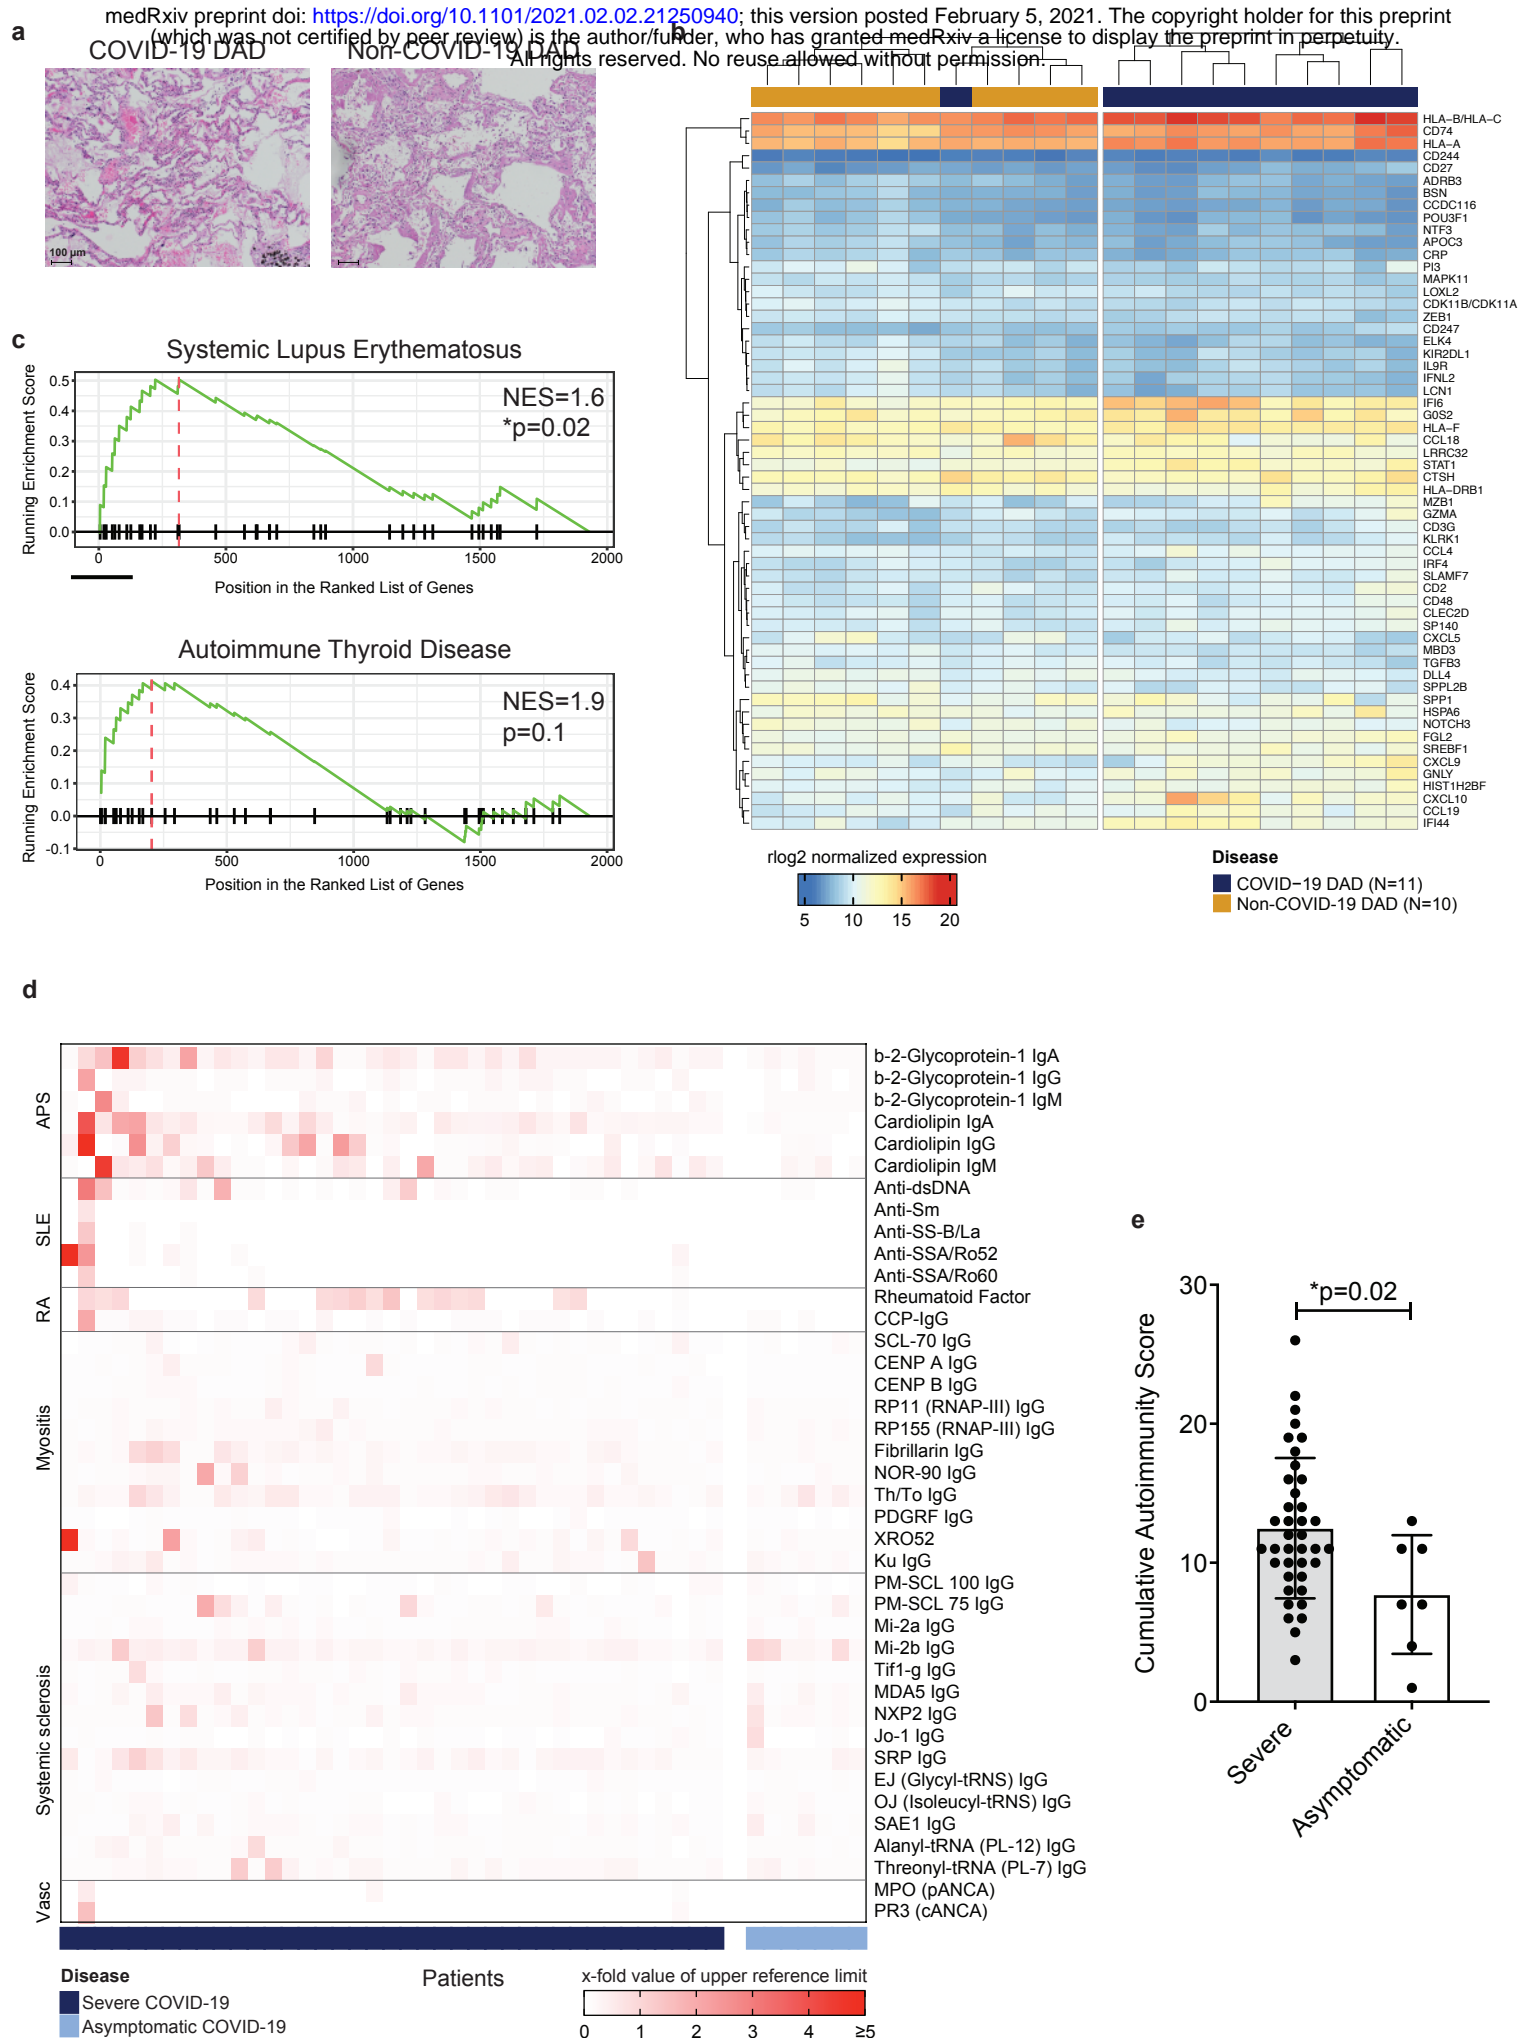 medRxiv preprint doi: https://doi.org/10.1101/2021.02.02.21250940; this version posted February 5, 2021. The copyright holder for this preprint
(which was not certified by peer review) is the author/funder, who has granted medRxiv a license to display the preprint in perpetuity.
All rights reserved. No reuse allowed without permission.
a
COVID-19 DAD
Non-COVID-19 DAD
100 µm
b
HLA−B/HLA−C
CD74
HLA−A
CD244
CD27
ADRB3
BSN
CCDC116
POU3F1
NTF3
APOC3
CRP
PI3
MAPK11
LOXL2
CDK11B/CDK11A
ZEB1
CD247
ELK4
KIR2DL1
IL9R
IFNL2
LCN1
IFI6
G0S2
HLA−F
CCL18
LRRC32
STAT1
CTSH
HLA−DRB1
MZB1
GZMA
CD3G
KLRK1
CCL4
IRF4
SLAMF7
CD2
CD48
CLEC2D
SP140
CXCL5
MBD3
TGFB3
DLL4
SPPL2B
SPP1
HSPA6
NOTCH3
FGL2
SREBF1
CXCL9
GNLY
HIST1H2BF
CXCL10
CCL19
IFI44
rlog2 normalized expression
5 10 15 20
Disease
COVID−19 DAD (N=11)
Non-COVID-19 DAD (N=10)
c
Systemic Lupus Erythematosus
Running Enrichment Score
0.5
0.4
0.3
0.2
0.1
0.0
NES=1.6
*p=0.02
0 500 1000 1500 2000
Position in the Ranked List of Genes
Autoimmune Thyroid Disease
Running Enrichment Score
0.4
0.3
0.2
0.1
0.0
-0.1
NES=1.9
p=0.1
0 500 1000 1500 2000
Position in the Ranked List of Genes
d
APS
SLE
RA
Myositis
Systemic sclerosis
Vasc
b-2-Glycoprotein-1 IgA
b-2-Glycoprotein-1 IgG
b-2-Glycoprotein-1 IgM
Cardiolipin IgA
Cardiolipin IgG
Cardiolipin IgM
Anti-dsDNA
Anti-Sm
Anti-SS-B/La
Anti-SSA/Ro52
Anti-SSA/Ro60
Rheumatoid Factor
CCP-IgG
SCL-70 IgG
CENP A IgG
CENP B IgG
RP11 (RNAP-III) IgG
RP155 (RNAP-III) IgG
Fibrillarin IgG
NOR-90 IgG
Th/To IgG
PDGRF IgG
XRO52
Ku IgG
PM-SCL 100 IgG
PM-SCL 75 IgG
Mi-2a IgG
Mi-2b IgG
Tif1-g IgG
MDA5 IgG
NXP2 IgG
Jo-1 IgG
SRP IgG
EJ (Glycyl-tRNS) IgG
OJ (Isoleucyl-tRNS) IgG
SAE1 IgG
Alanyl-tRNA (PL-12) IgG
Threonyl-tRNA (PL-7) IgG
MPO (pANCA)
PR3 (cANCA)
Disease
Severe COVID-19
Asymptomatic COVID-19
Patients
x-fold value of upper reference limit
0 1 2 3 4 ≥5
e
Cumulative Autoimmunity Score
30
20
10
0
*p=0.02
Severe
Asymptomatic